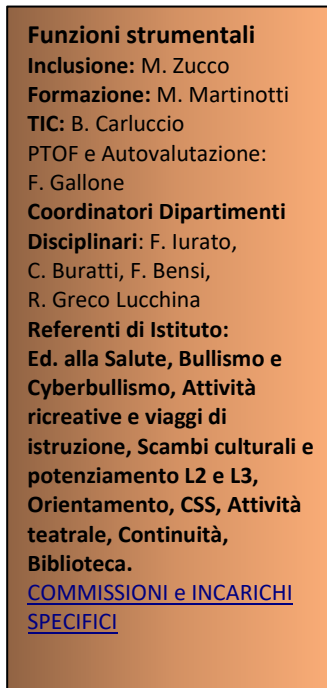 Funzioni strumentali
Inclusione: M. Zucco
Formazione: M. Martinotti
TIC: B. Carluccio
PTOF e Autovalutazione:
F. Gallone
Coordinatori Dipartimenti
Disciplinari: F. Iurato,
C. Buratti, F. Bensi,
R. Greco Lucchina
Referenti di Istituto:
Ed. alla Salute, Bullismo e
Cyberbullismo, Attività
ricreative e viaggi di
istruzione, Scambi culturali e
potenziamento L2 e L3,
Orientamento, CSS, Attività
teatrale, Continuità,
Biblioteca.
COMMISSIONI e INCARICHI
SPECIFICI